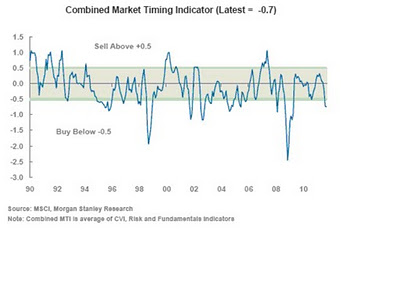 Combined Market Timing Indicator (Latest = -0.7)
1.5
1.0
0.5
0.0
-0.5
-1.0
-1.5
-2.0
-2.5
-3.0
Sell Above +0.5
Buy Below -0.5
90 92 94 96 98 00 02 04 06 08 10
Source: MSCI, Morgan Stanley Research
Note: Combined MTI is average of CVI, Risk and Fundamentals Indicators